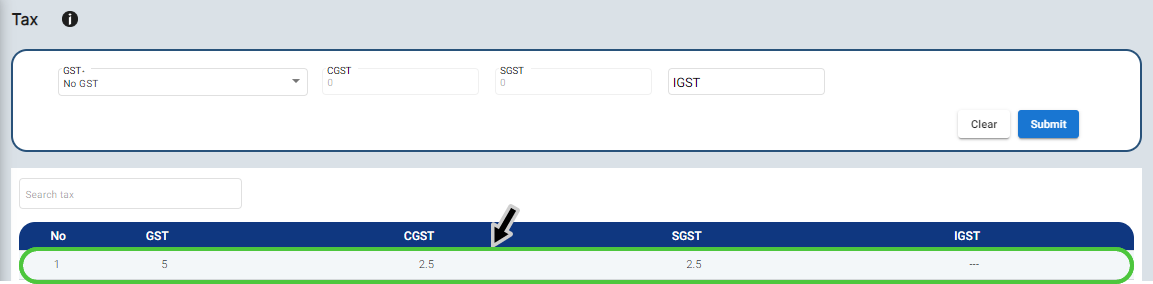 Tax i
GST*
No GST
CGST
0
SGST
0
IGST
Clear Submit
Search tax
No GST CGST SGST IGST
1 5 2.5 2.5 ---